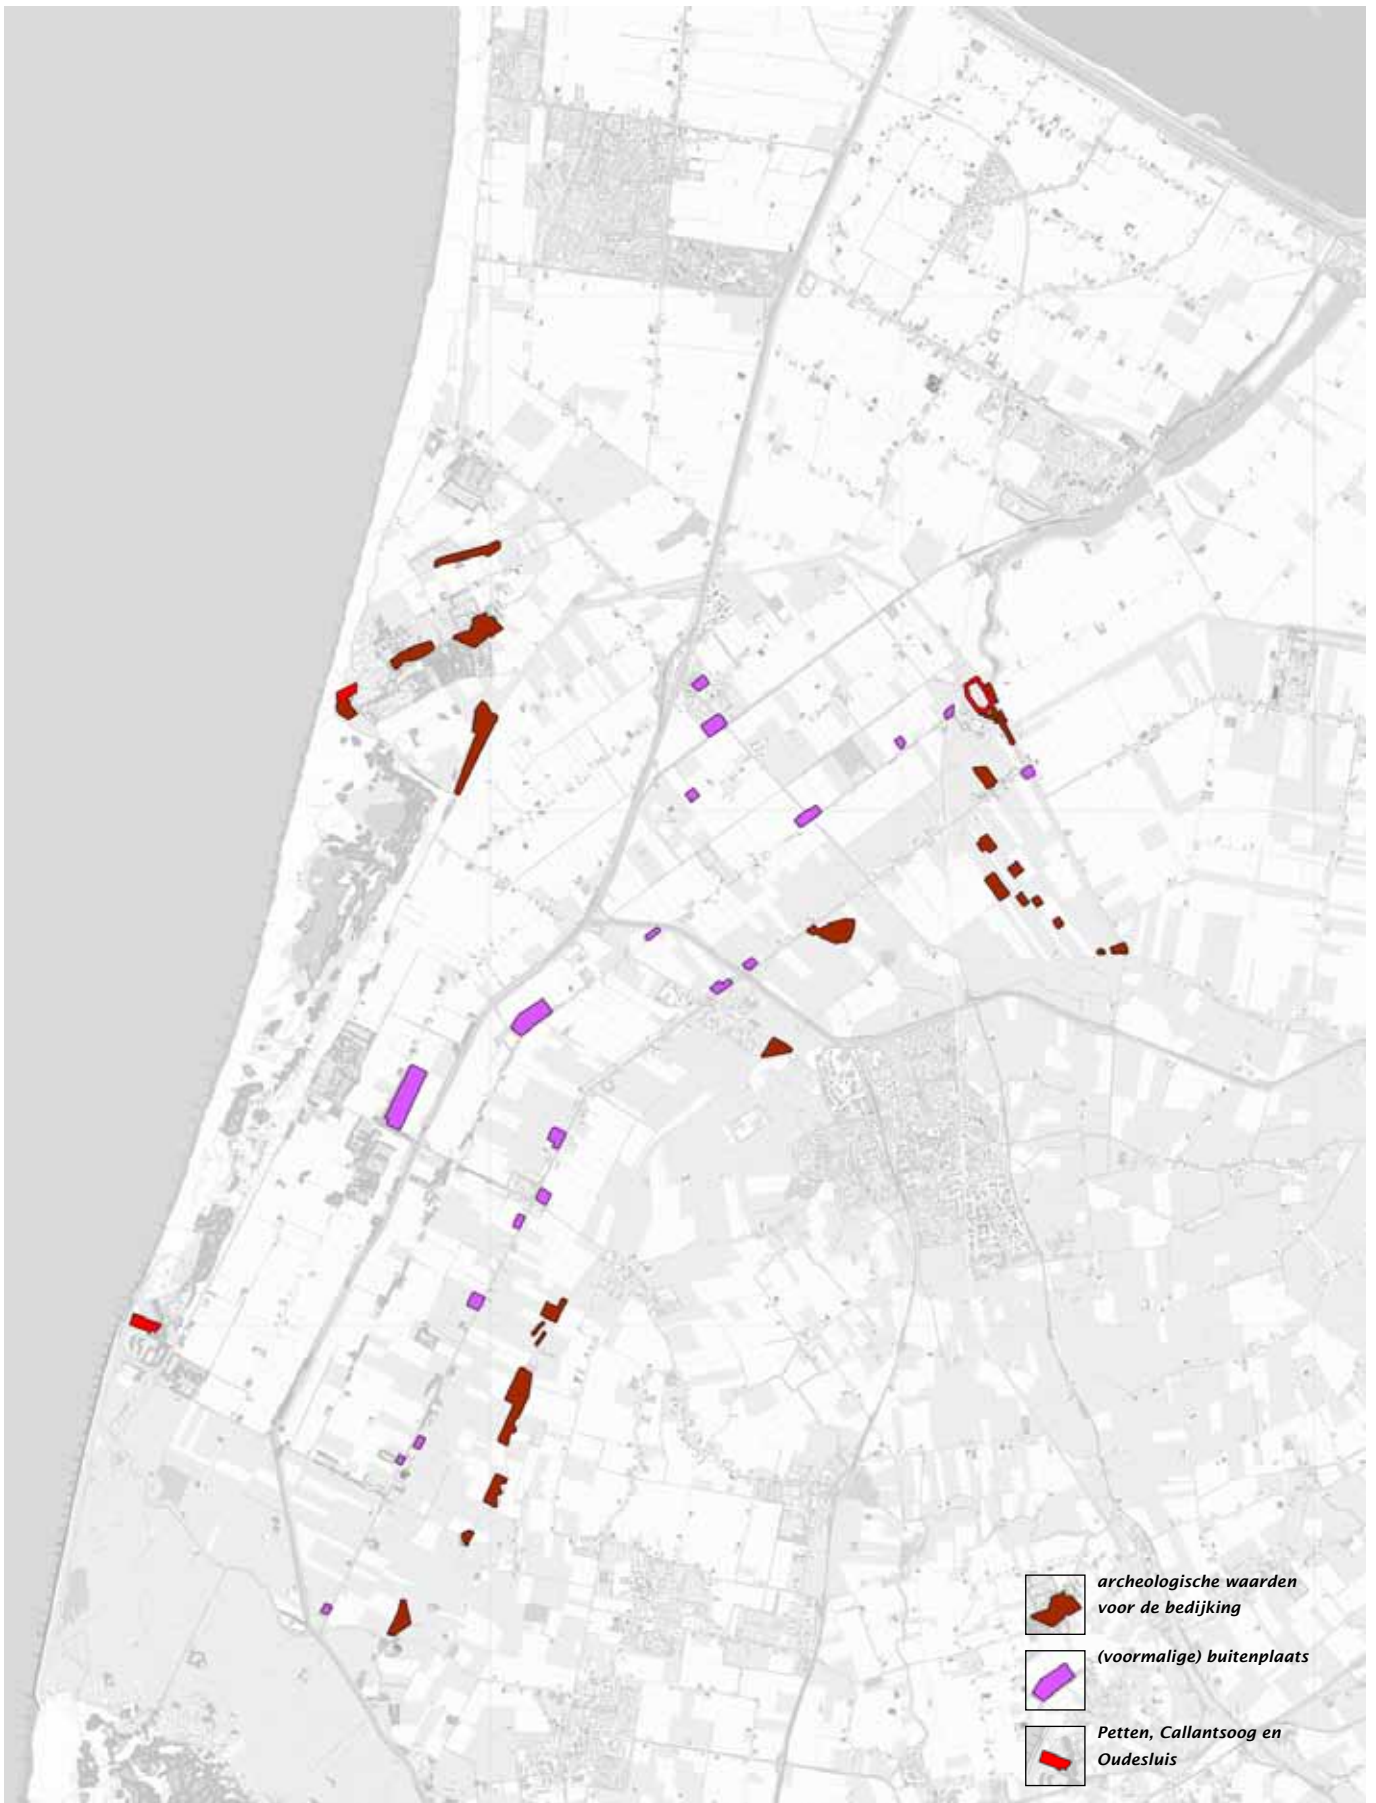 archeologische waarden
voor de bedijking
(voormalige) buitenplaats
Petten, Callantsoog en
Oudesluis